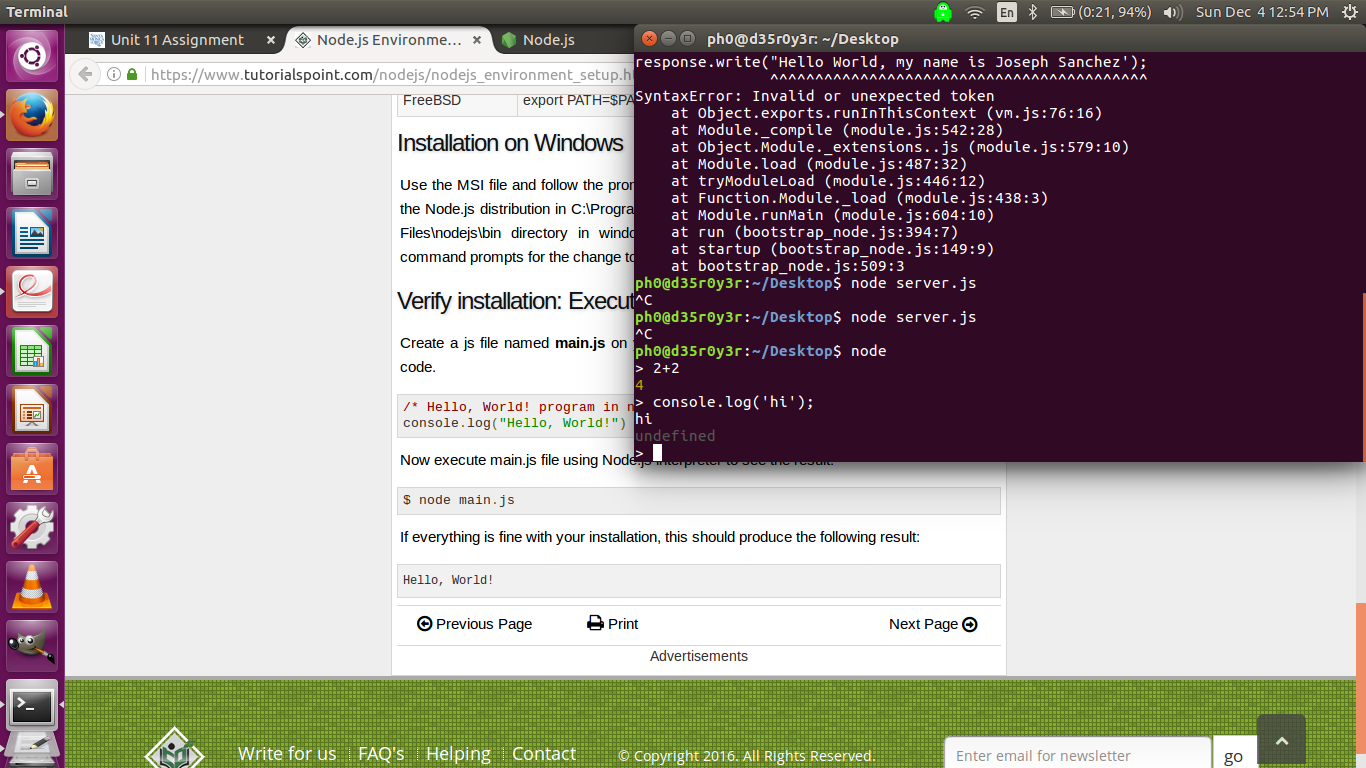 Terminal
En
(0:21, 94%)
Sun Dec 4 12:54 PM
Unit 11 Assignment
Node.js Environme...
Node.js
https://www.tutorialspoint.com/nodejs/nodejs_environment_setup.h
FreeBSD
export PATH=$PA
Installation on Windows
Use the MSI file and follow the pro
the Node.js distribution in C:\Progra
Files\nodejs\bin directory in windo
command prompts for the change to
Verify installation: Execut
Create a js file named main.js on
code.
/* Hello, World! program in n
console.log("Hello, World!")
Now execute main.js file using Node.js interpreter to see the result:
$ node main.js
If everything is fine with your installation, this should produce the following result:
Hello, World!
Previous Page
Print
Next Page
Advertisements
Write for us
FAQ's
Helping
Contact
© Copyright 2016. All Rights Reserved.
Enter email for newsletter
go
ph0@d35r0y3r: ~/Desktop
response.write("Hello World, my name is Joseph Sanchez');
^^^^^^^^^^^^^^^^^^^^^^^^^^^^^^^^^^^^^^^^^^
SyntaxError: Invalid or unexpected token
at Object.exports.runInThisContext (vm.js:76:16)
at Module._compile (module.js:542:28)
at Object.Module._extensions..js (module.js:579:10)
at Module.load (module.js:487:32)
at tryModuleLoad (module.js:446:12)
at Function.Module._load (module.js:438:3)
at Module.runMain (module.js:604:10)
at run (bootstrap_node.js:394:7)
at startup (bootstrap_node.js:149:9)
at bootstrap_node.js:509:3
ph0@d35r0y3r:~/Desktop$ node server.js
^C
ph0@d35r0y3r:~/Desktop$ node server.js
^C
ph0@d35r0y3r:~/Desktop$ node
> 2+2
4
> console.log('hi');
hi
undefined
>